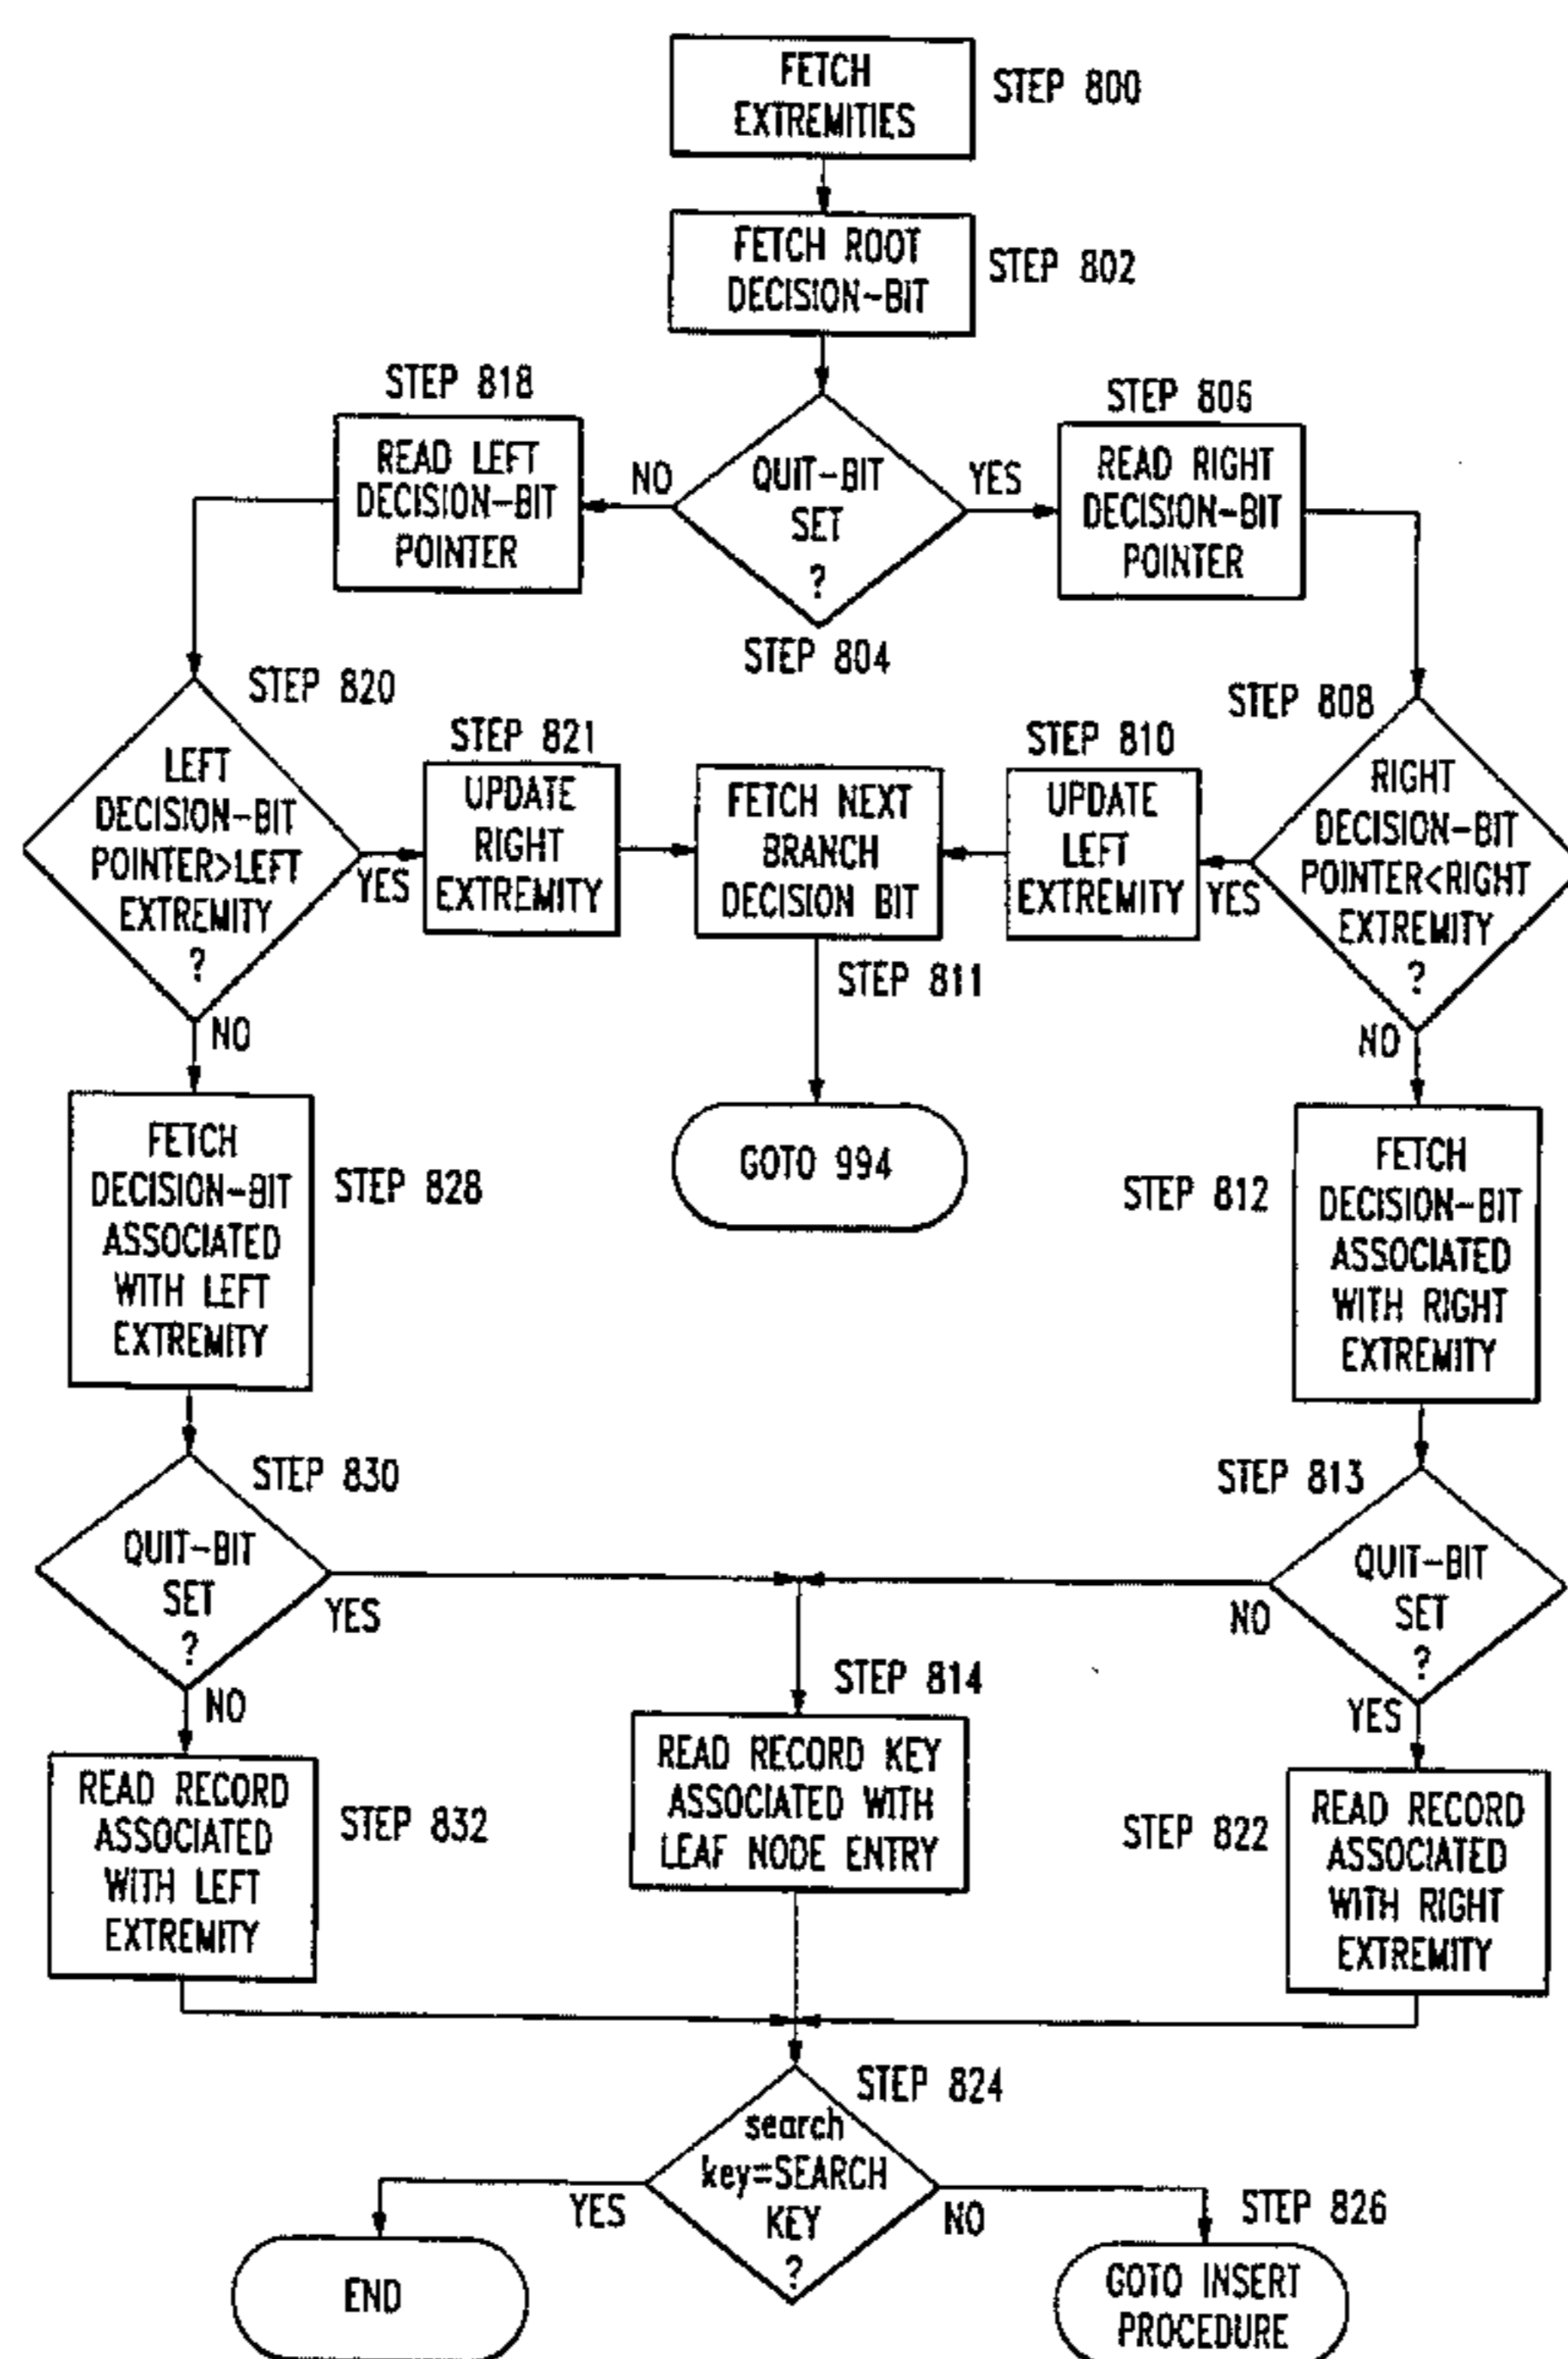 FETCH
EXTREMITIES
STEP 800
FETCH ROOT
DECISION-BIT
STEP 802
STEP 818
READ LEFT
DECISION-BIT
POINTER
NO
QUIT-BIT
SET
?
YES
STEP 804
STEP 806
READ RIGHT
DECISION-BIT
POINTER
STEP 820
LEFT
DECISION-BIT
POINTER>LEFT
EXTREMITY
?
YES
NO
STEP 821
UPDATE
RIGHT
EXTREMITY
FETCH NEXT
BRANCH
DECISION BIT
STEP 811
STEP 810
UPDATE
LEFT
EXTREMITY
STEP 808
RIGHT
DECISION-BIT
POINTER<RIGHT
EXTREMITY
?
YES
NO
GOTO 994
FETCH
DECISION-BIT
ASSOCIATED
WITH LEFT
EXTREMITY
STEP 828
STEP 812
FETCH
DECISION-BIT
ASSOCIATED
WITH RIGHT
EXTREMITY
STEP 830
QUIT-BIT
SET
?
YES
NO
STEP 813
QUIT-BIT
SET
?
NO
YES
READ RECORD
ASSOCIATED
WITH LEFT
EXTREMITY
STEP 832
STEP 814
READ RECORD KEY
ASSOCIATED WITH
LEAF NODE ENTRY
STEP 822
READ RECORD
ASSOCIATED
WITH RIGHT
EXTREMITY
STEP 824
search
key=SEARCH
KEY
?
YES
NO
END
STEP 826
GOTO INSERT
PROCEDURE